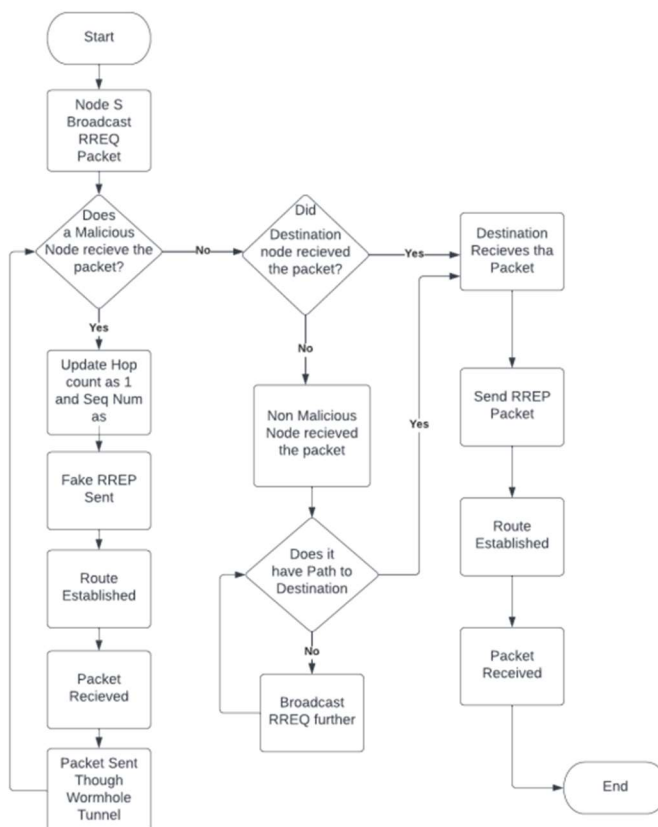 Start
Node S
Broadcast
RREQ
Packet
Does
a Malicious
Node recieve the
packet?
No
Did
Destination
node recieved
the packet?
Yes
Destination
Recieves tha
Packet
Yes
Update Hop
count as 1
and Seq Num
as
No
Non Malicious
Node recieved
the packet
Yes
Send RREP
Packet
Fake RREP
Sent
Route
Established
Does it
have Path to
Destination
Route
Established
Packet
Recieved
No
Broadcast
RREQ further
Packet
Received
Packet Sent
Though
Wormhole
Tunnel
End